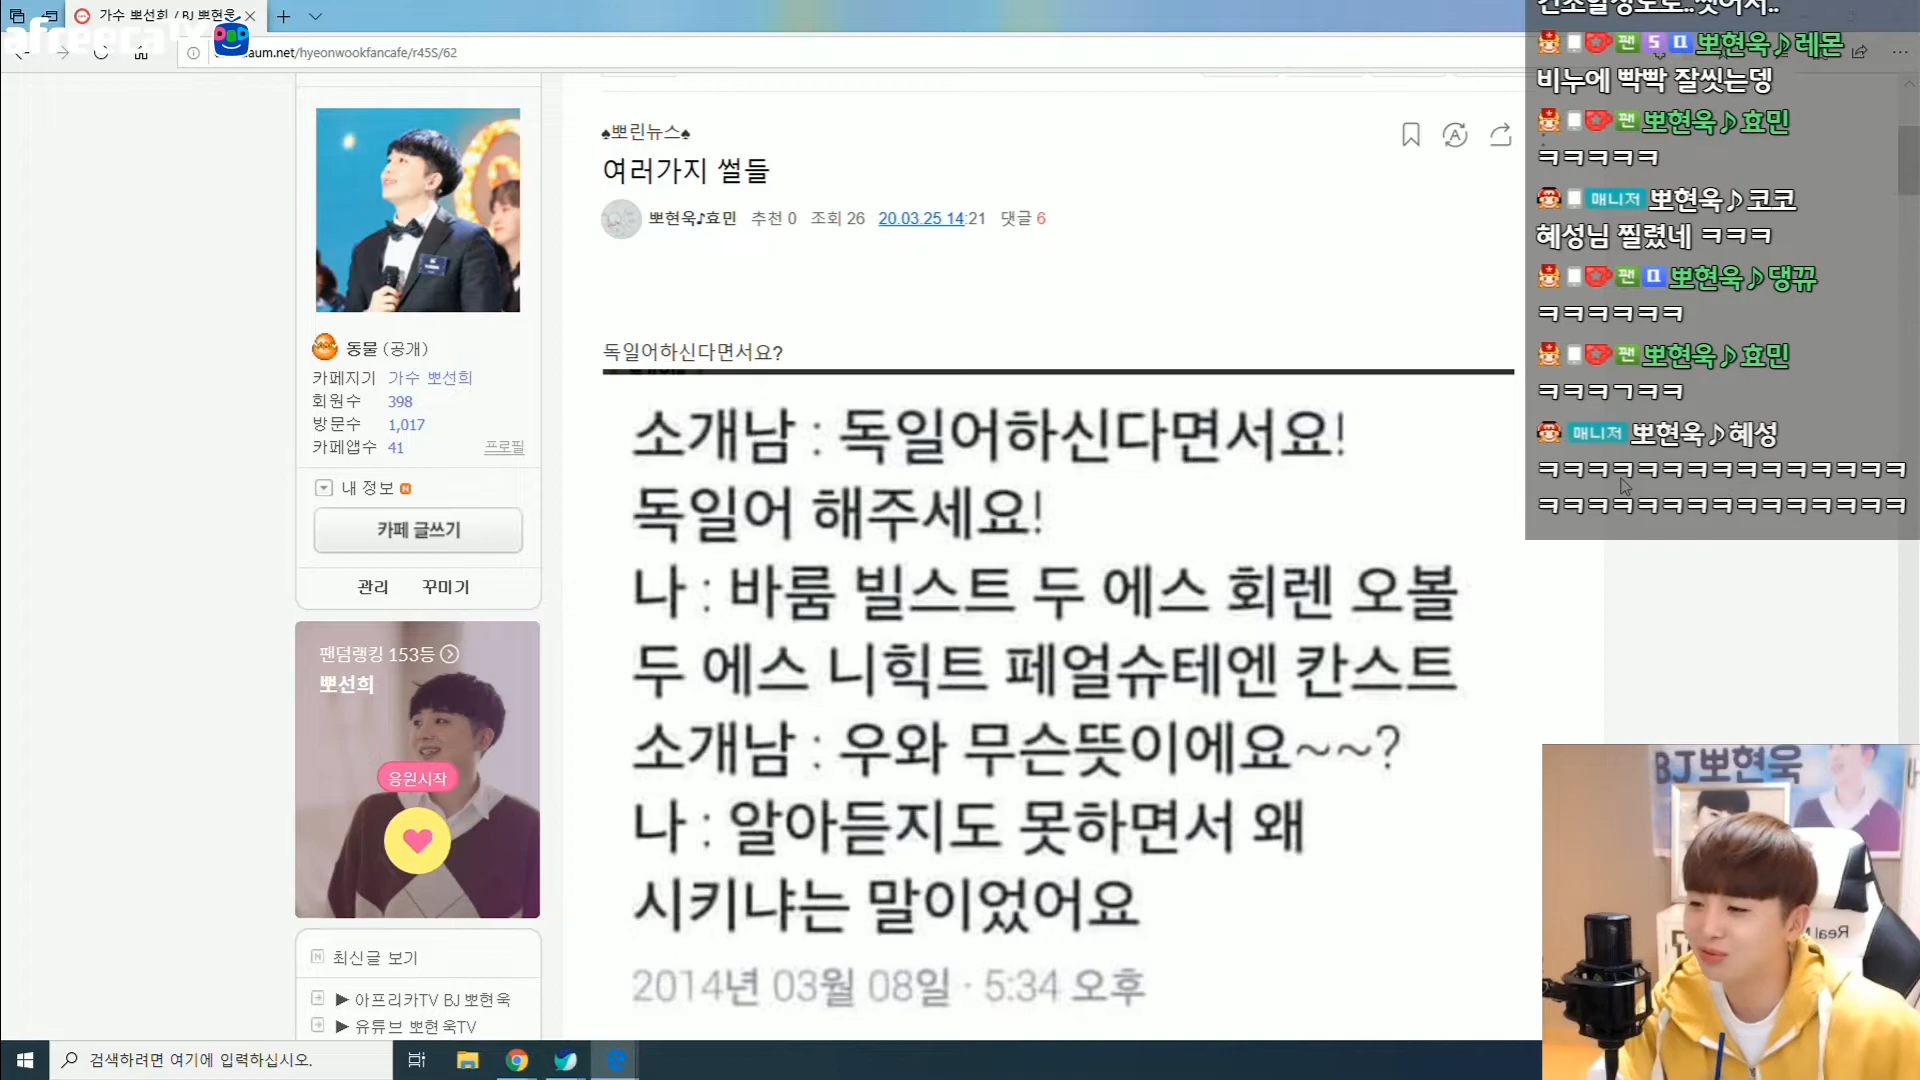 가수 뽀선희 / BJ 뽀현욱
afreecaTV
aum.net/hyeonwookfancafe/r45S/62
♠뽀린뉴스♠
여러가지 썰들
뽀현욱♪효민 추천 0 조회 26 20.03.25 14:21 댓글 6
독일어하신다면서요?
소개남 : 독일어하신다면서요!
독일어 해주세요!
나 : 바룸 빌스트 두 에스 회렌 오볼
두 에스 니힉트 페얼슈테엔 칸스트
소개남 : 우와 무슨뜻이에요~~?
나 : 알아듣지도 못하면서 왜
시키냐는 말이었어요
2014년 03월 08일 · 5:34 오후
동물 (공개)
카페지기 가수 뽀선희
회원수 398
방문수 1,017
카페앱수 41 프로필
내 정보 N
카페 글쓰기
관리 꾸미기
팬덤랭킹 153등
뽀선희
응원시작
최신글 보기
▶ 아프리카TV BJ 뽀현욱
▶ 유튜브 뽀현욱TV
검색하려면 여기에 입력하십시오.
팬 S 뽀현욱♪레몬
비누에 빡빡 잘씻는뎅
팬 뽀현욱♪효민
ㅋㅋㅋㅋㅋ
매니저 뽀현욱♪코코
혜성님 찔렸네 ㅋㅋㅋ
팬 뽀현욱♪댕뀨
ㅋㅋㅋㅋㅋㅋ
팬 뽀현욱♪효민
ㅋㅋㅋㄱㅋㅋ
매니저 뽀현욱♪혜성
ㅋㅋㅋㅋㅋㅋㅋㅋㅋㅋㅋㅋㅋㅋㅋ
ㅋㅋㅋㅋㅋㅋㅋㅋㅋㅋㅋㅋㅋㅋㅋ
BJ뽀현욱